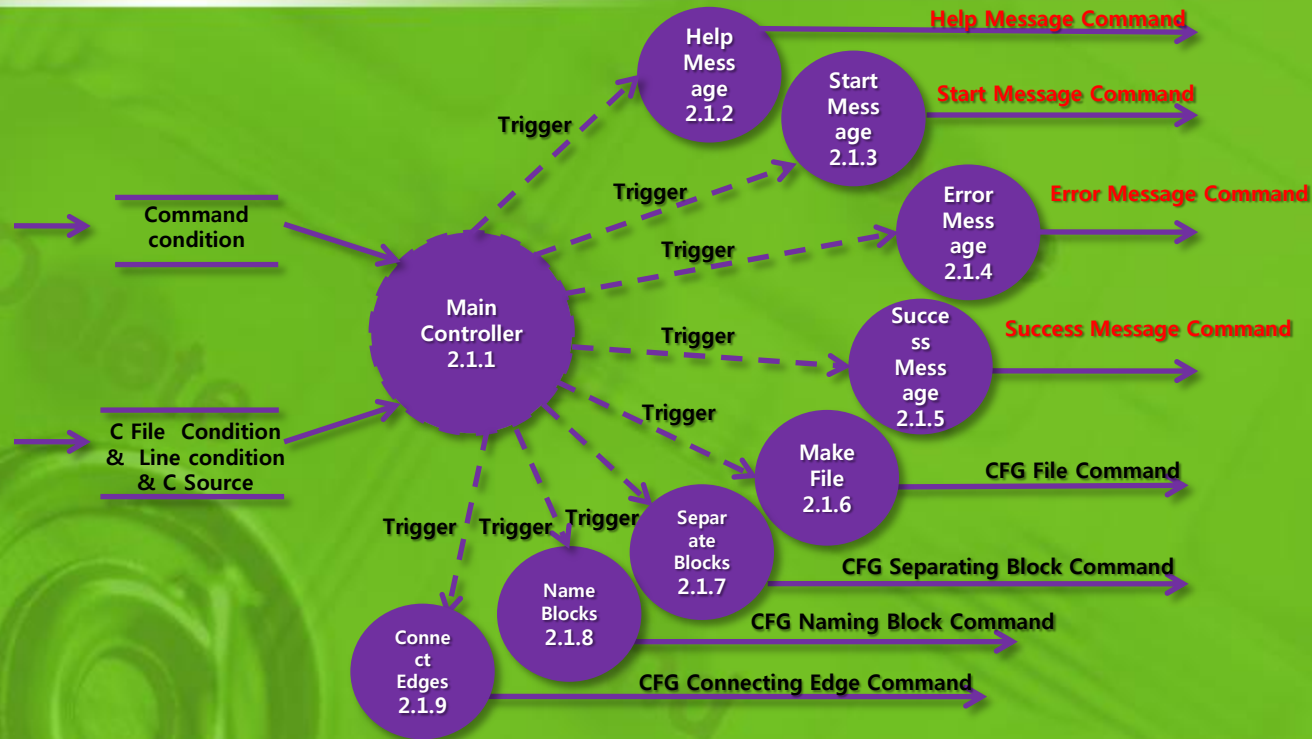 Help Message Command
Help
Mess
age
2.1.2
Start
Mess
age
2.1.3
Start Message Command
Trigger
Trigger
Error
Mess
age
2.1.4
Error Message Command
Command
condition
Trigger
Main
Controller
2.1.1
Trigger
Succe
ss
Mess
age
2.1.5
Success Message Command
C File Condition
& Line condition
& C Source
Trigger
Make
File
2.1.6
CFG File Command
Trigger
Trigger
Trigger
Separ
ate
Blocks
2.1.7
CFG Separating Block Command
Name
Blocks
2.1.8
CFG Naming Block Command
Conne
ct
Edges
2.1.9
CFG Connecting Edge Command